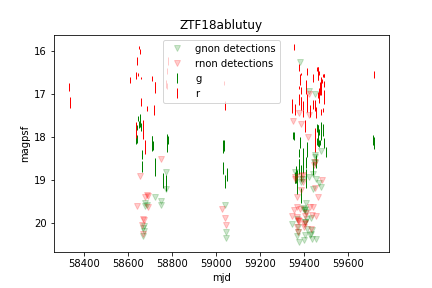 ZTF18ablutuy
gnon detections
rnon detections
g
r
magpsf
16
17
18
19
20
58400 58600 58800 59000 59200 59400 59600
mjd